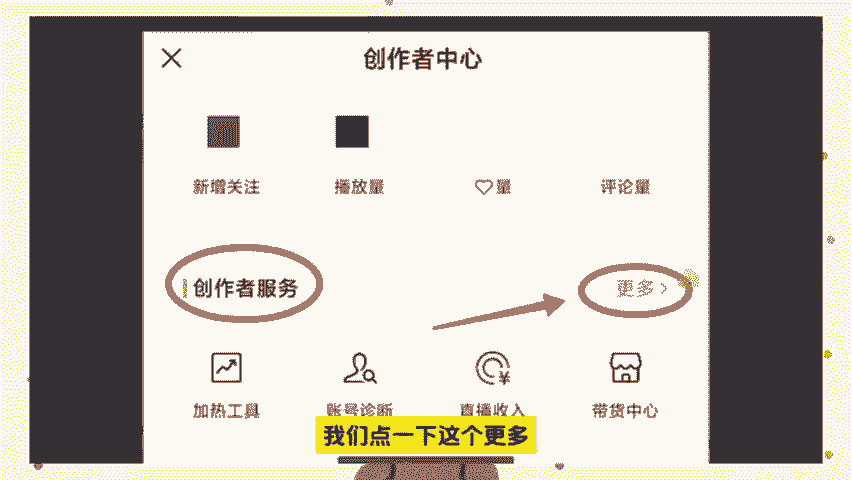 创作者中心
新增关注
播放量
量
评论量
创作者服务
更多
加热工具
账号诊断
直播收入
带货中心
我们点一下这个更多